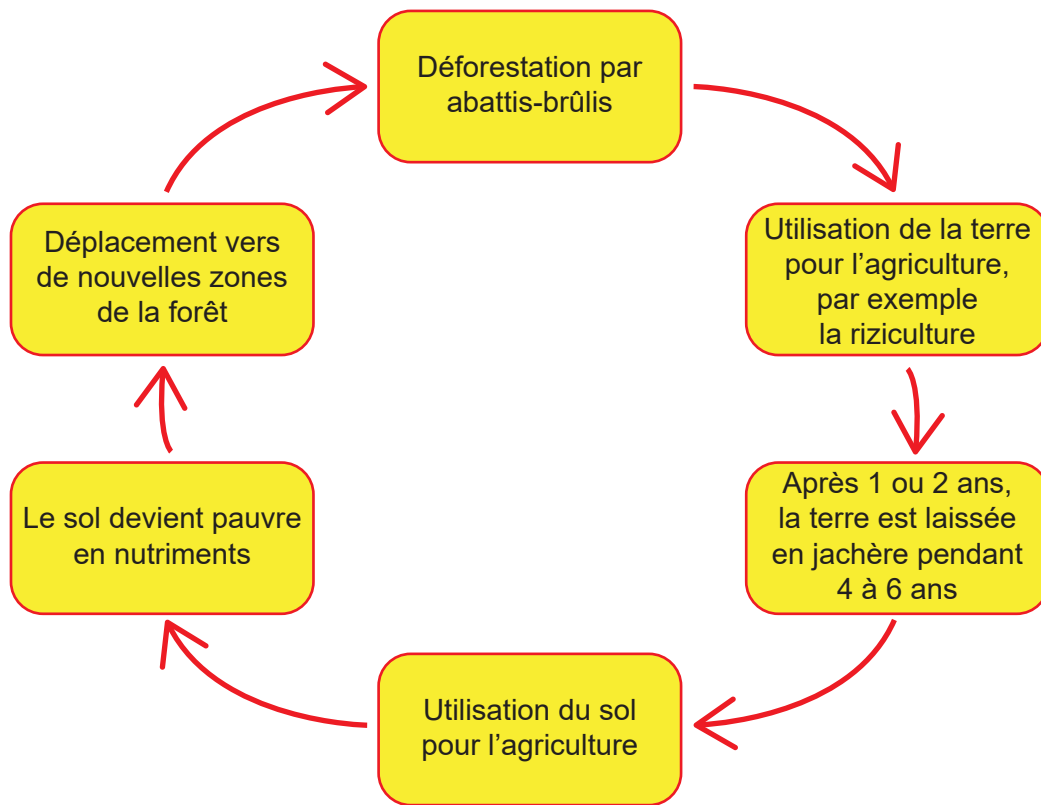 Déforestation par
abattis-brûlis
Utilisation de la terre
pour l’agriculture,
par exemple
la riziculture
Après 1 ou 2 ans,
la terre est laissée
en jachère pendant
4 à 6 ans
Utilisation du sol
pour l’agriculture
Le sol devient pauvre
en nutriments
Déplacement vers
de nouvelles zones
de la forêt